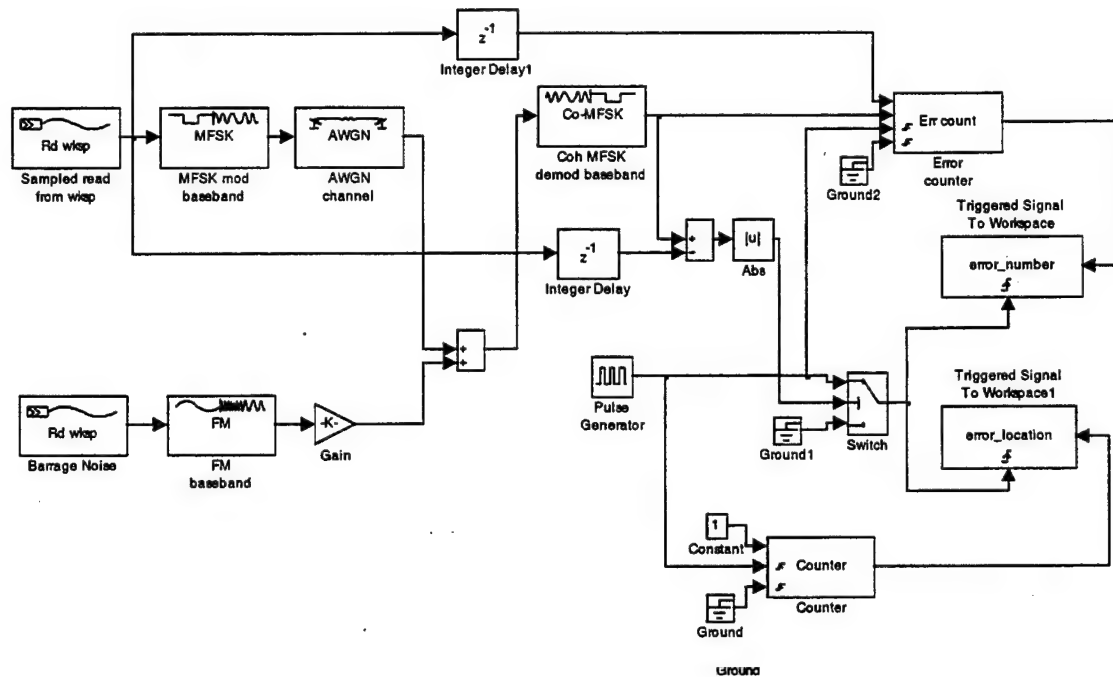 z-1
Integer Delay1
Rd wksp
Sampled read
from wksp
MFSK
MFSK mod
baseband
AWGN
AWGN
channel
Co-MFSK
Coh MFSK
demod baseband
Err count
Error
counter
Ground2
Triggered Signal
To Workspace
error_number
z-1
Integer Delay
+
−
|u|
Abs
+
+
Pulse
Generator
Ground1
Switch
Triggered Signal
To Workspace1
error_location
Rd wksp
Barrage Noise
FM
FM
baseband
-K-
Gain
1
Constant
Counter
Counter
Ground
Ground